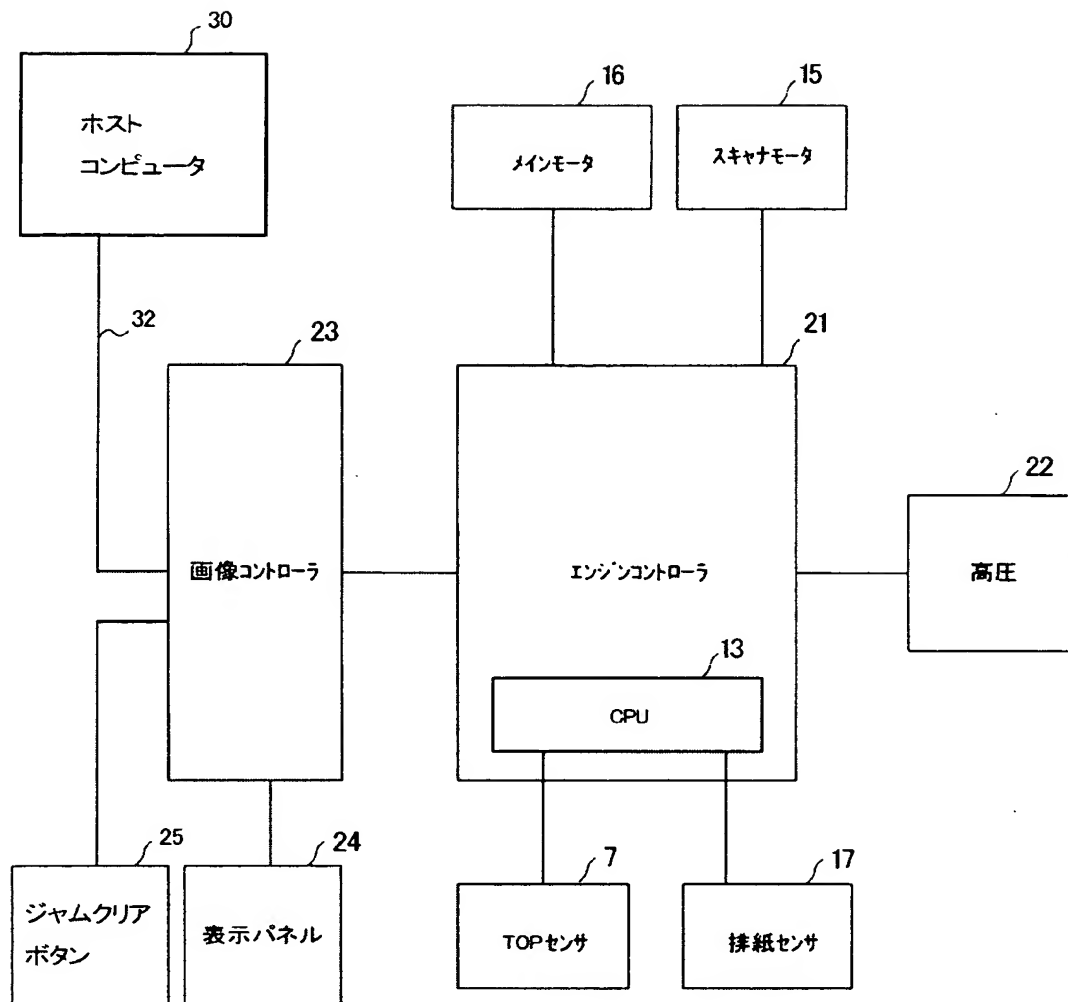 30
ホスト
コンピュータ
16
メインモータ
15
スキャナモータ
32
23
画像コントローラ
21
エンジンコントローラ
22
高圧
13
CPU
25
ジャムクリア
ボタン
24
表示パネル
7
TOPセンサ
17
排紙センサ